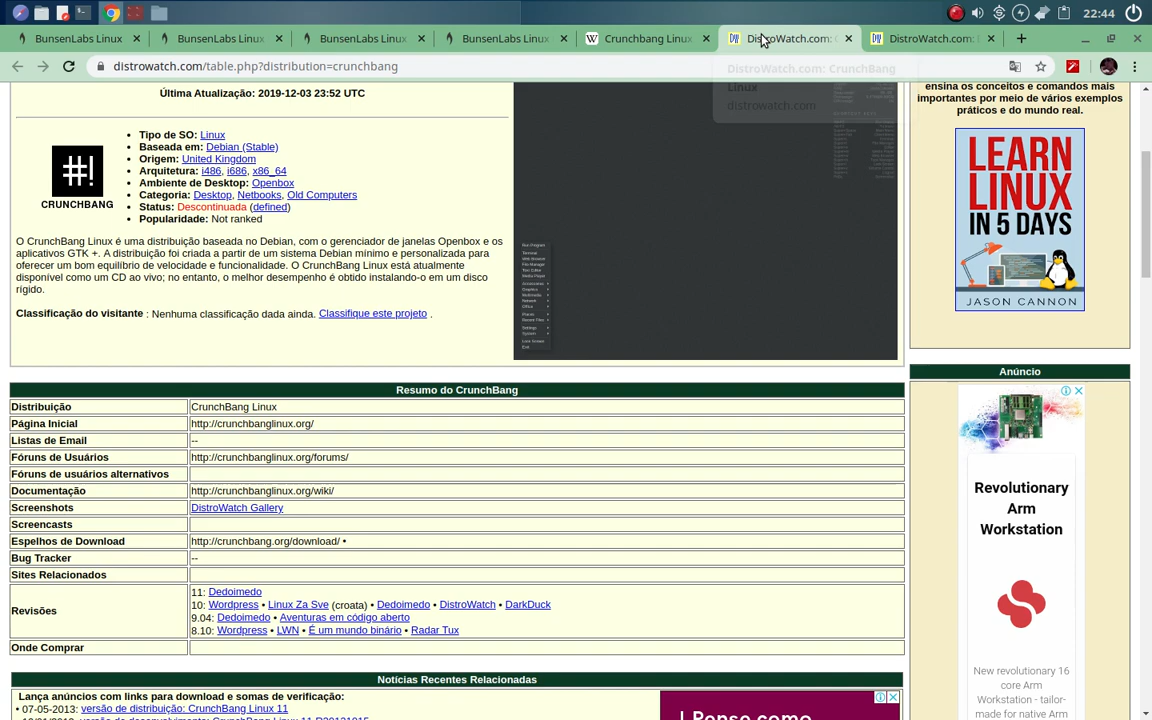 22:44
BunsenLabs Linux
BunsenLabs Linux
BunsenLabs Linux
BunsenLabs Linux
Crunchbang Linux
DistroWatch.com:
DistroWatch.com:
distrowatch.com/table.php?distribution=crunchbang
DistroWatch.com: CrunchBang
Linux
distrowatch.com
Última Atualização: 2019-12-03 23:52 UTC
#!
CRUNCHBANG
• Tipo de SO: Linux
• Baseada em: Debian (Stable)
• Origem: United Kingdom
• Arquitetura: i486, i686, x86_64
• Ambiente de Desktop: Openbox
• Categoria: Desktop, Netbooks, Old Computers
• Status: Descontinuada (defined)
• Popularidade: Not ranked
O CrunchBang Linux é uma distribuição baseada no Debian, com o gerenciador de janelas Openbox e os
aplicativos GTK +. A distribuição foi criada a partir de um sistema Debian mínimo e personalizada para
oferecer um bom equilíbrio de velocidade e funcionalidade. O CrunchBang Linux está atualmente
disponível como um CD ao vivo; no entanto, o melhor desempenho é obtido instalando-o em um disco
rígido.
Classificação do visitante : Nenhuma classificação dada ainda. Classifique este projeto .
Resumo do CrunchBang
Distribuição CrunchBang Linux
Página Inicial http://crunchbanglinux.org/
Listas de Email --
Fóruns de Usuários http://crunchbanglinux.org/forums/
Fóruns de usuários alternativos
Documentação http://crunchbanglinux.org/wiki/
Screenshots DistroWatch Gallery
Screencasts
Espelhos de Download http://crunchbang.org/download/ •
Bug Tracker --
Sites Relacionados
Revisões
11: Dedoimedo
10: Wordpress • Linux Za Sve (croata) • Dedoimedo • DistroWatch • DarkDuck
9.04: Dedoimedo • Aventuras em código aberto
8.10: Wordpress • LWN • É um mundo binário • Radar Tux
Onde Comprar
Notícias Recentes Relacionadas
Lança anúncios com links para download e somas de verificação:
• 07-05-2013: versão de distribuição: CrunchBang Linux 11
ensina os conceitos e comandos mais
importantes por meio de vários exemplos
práticos e do mundo real.
LEARN
LINUX
IN 5 DAYS
JASON CANNON
Anúncio
Revolutionary
Arm
Workstation
New revolutionary 16
core Arm
Workstation - tailor-
made for native Arm